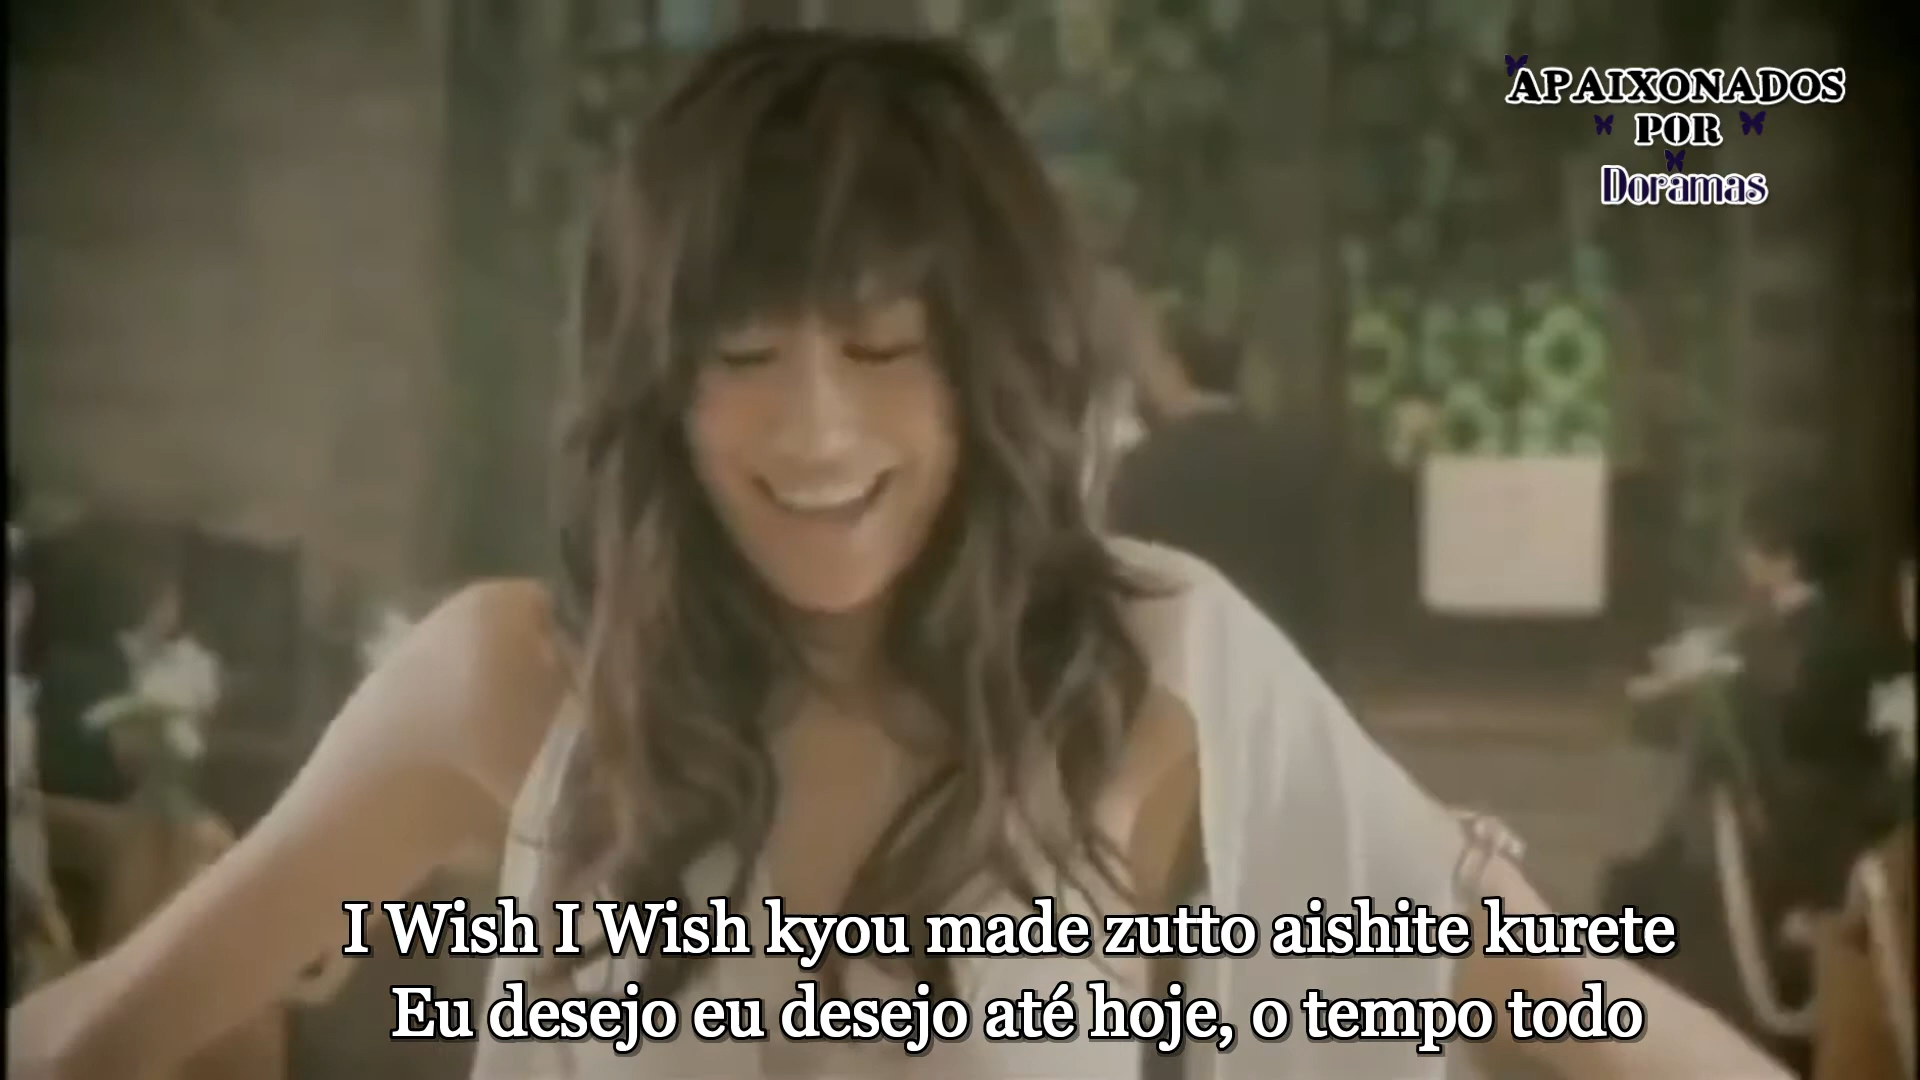 APAIXONADOS
POR
Doramas
I Wish I Wish kyou made zutto aishite kurete
Eu desejo eu desejo até hoje, o tempo todo